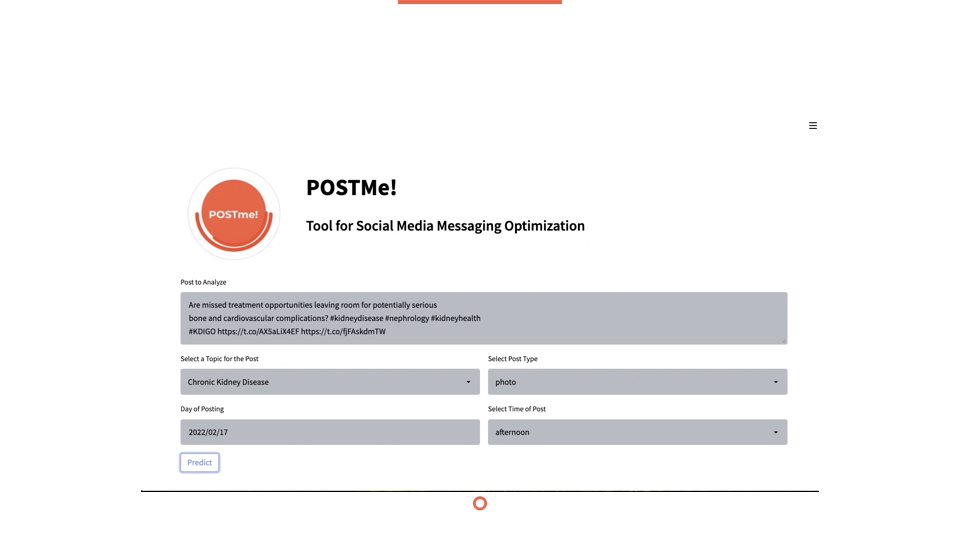 POSTme!
POSTMe!
Tool for Social Media Messaging Optimization
Post to Analyze
Are missed treatment opportunities leaving room for potentially serious
bone and cardiovascular complications? #kidneydisease #nephrology #kidneyhealth
#KDIGO https://t.co/AX5aLiX4EF https://t.co/fjFAskdmTW
Select a Topic for the Post
Select Post Type
Chronic Kidney Disease
photo
Day of Posting
Select Time of Post
2022/02/17
afternoon
Predict